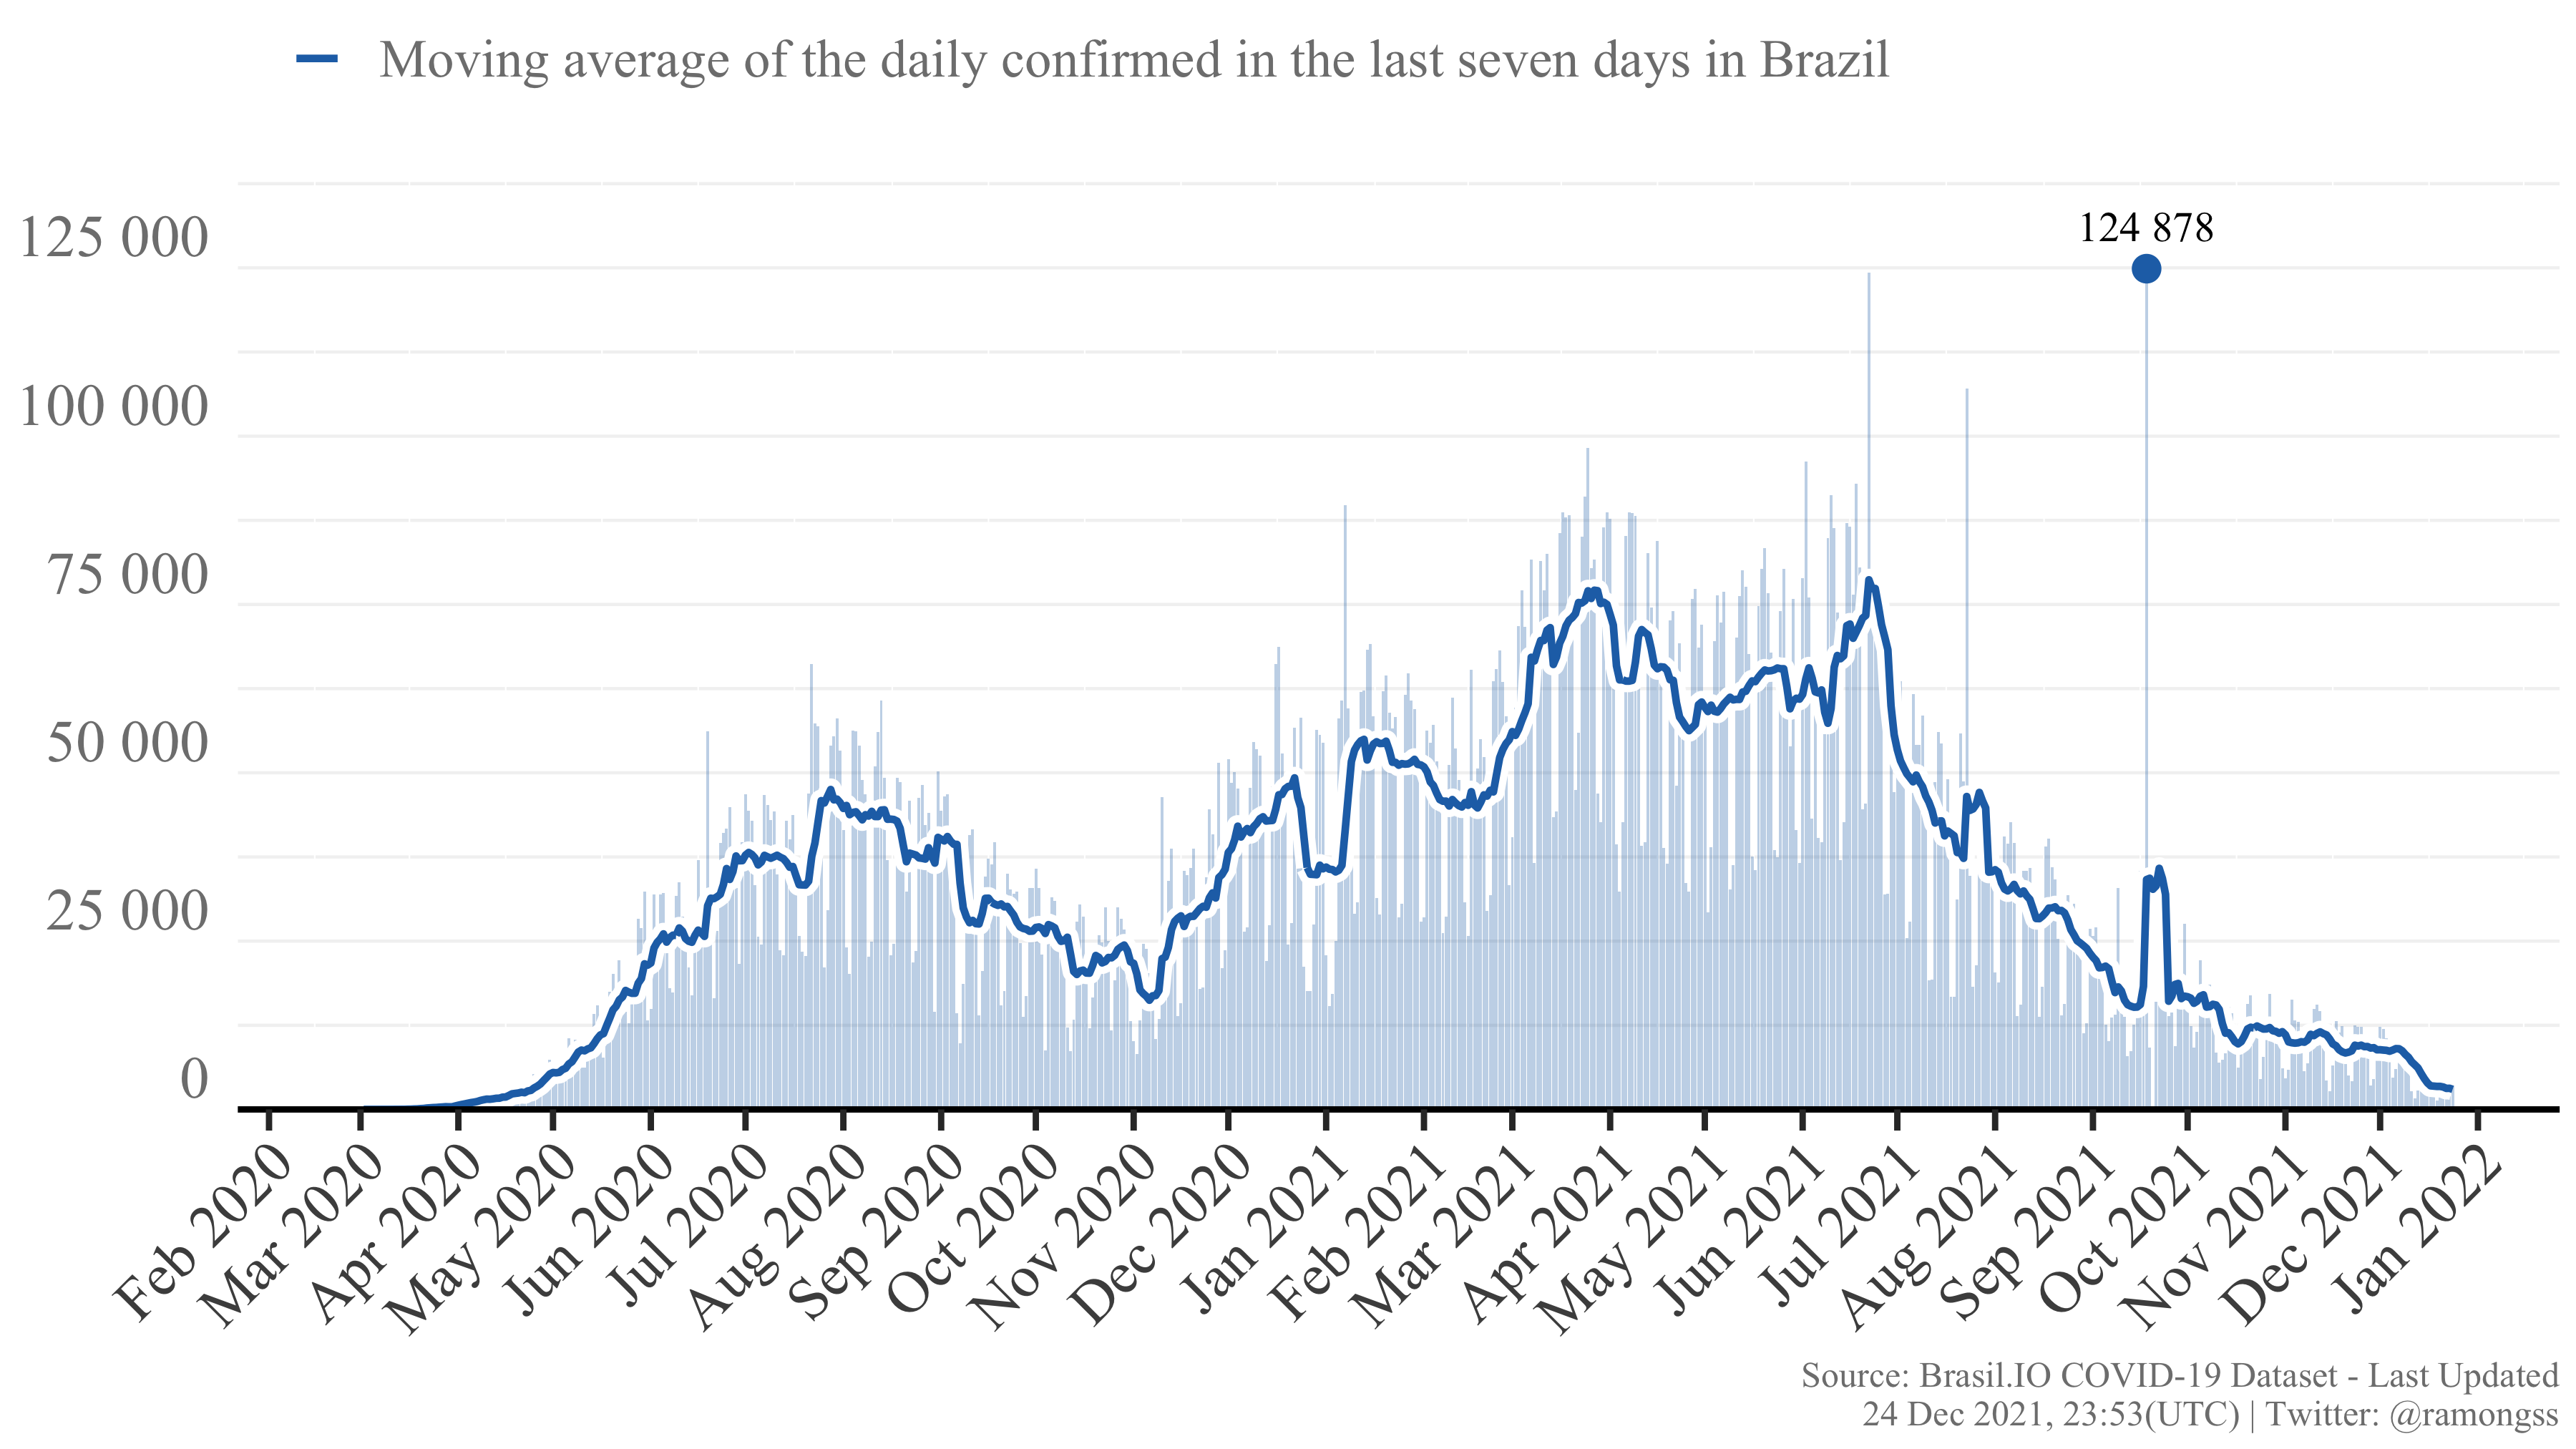 Moving average of the daily confirmed in the last seven days in Brazil
124 878
125 000
100 000
75 000
50 000
25 000
0
Feb 2020
Mar 2020
Apr 2020
May 2020
Jun 2020
Jul 2020
Aug 2020
Sep 2020
Oct 2020
Nov 2020
Dec 2020
Jan 2021
Feb 2021
Mar 2021
Apr 2021
May 2021
Jun 2021
Jul 2021
Aug 2021
Sep 2021
Oct 2021
Nov 2021
Dec 2021
Jan 2022
Source: Brasil.IO COVID-19 Dataset - Last Updated
24 Dec 2021, 23:53(UTC) | Twitter: @ramongss